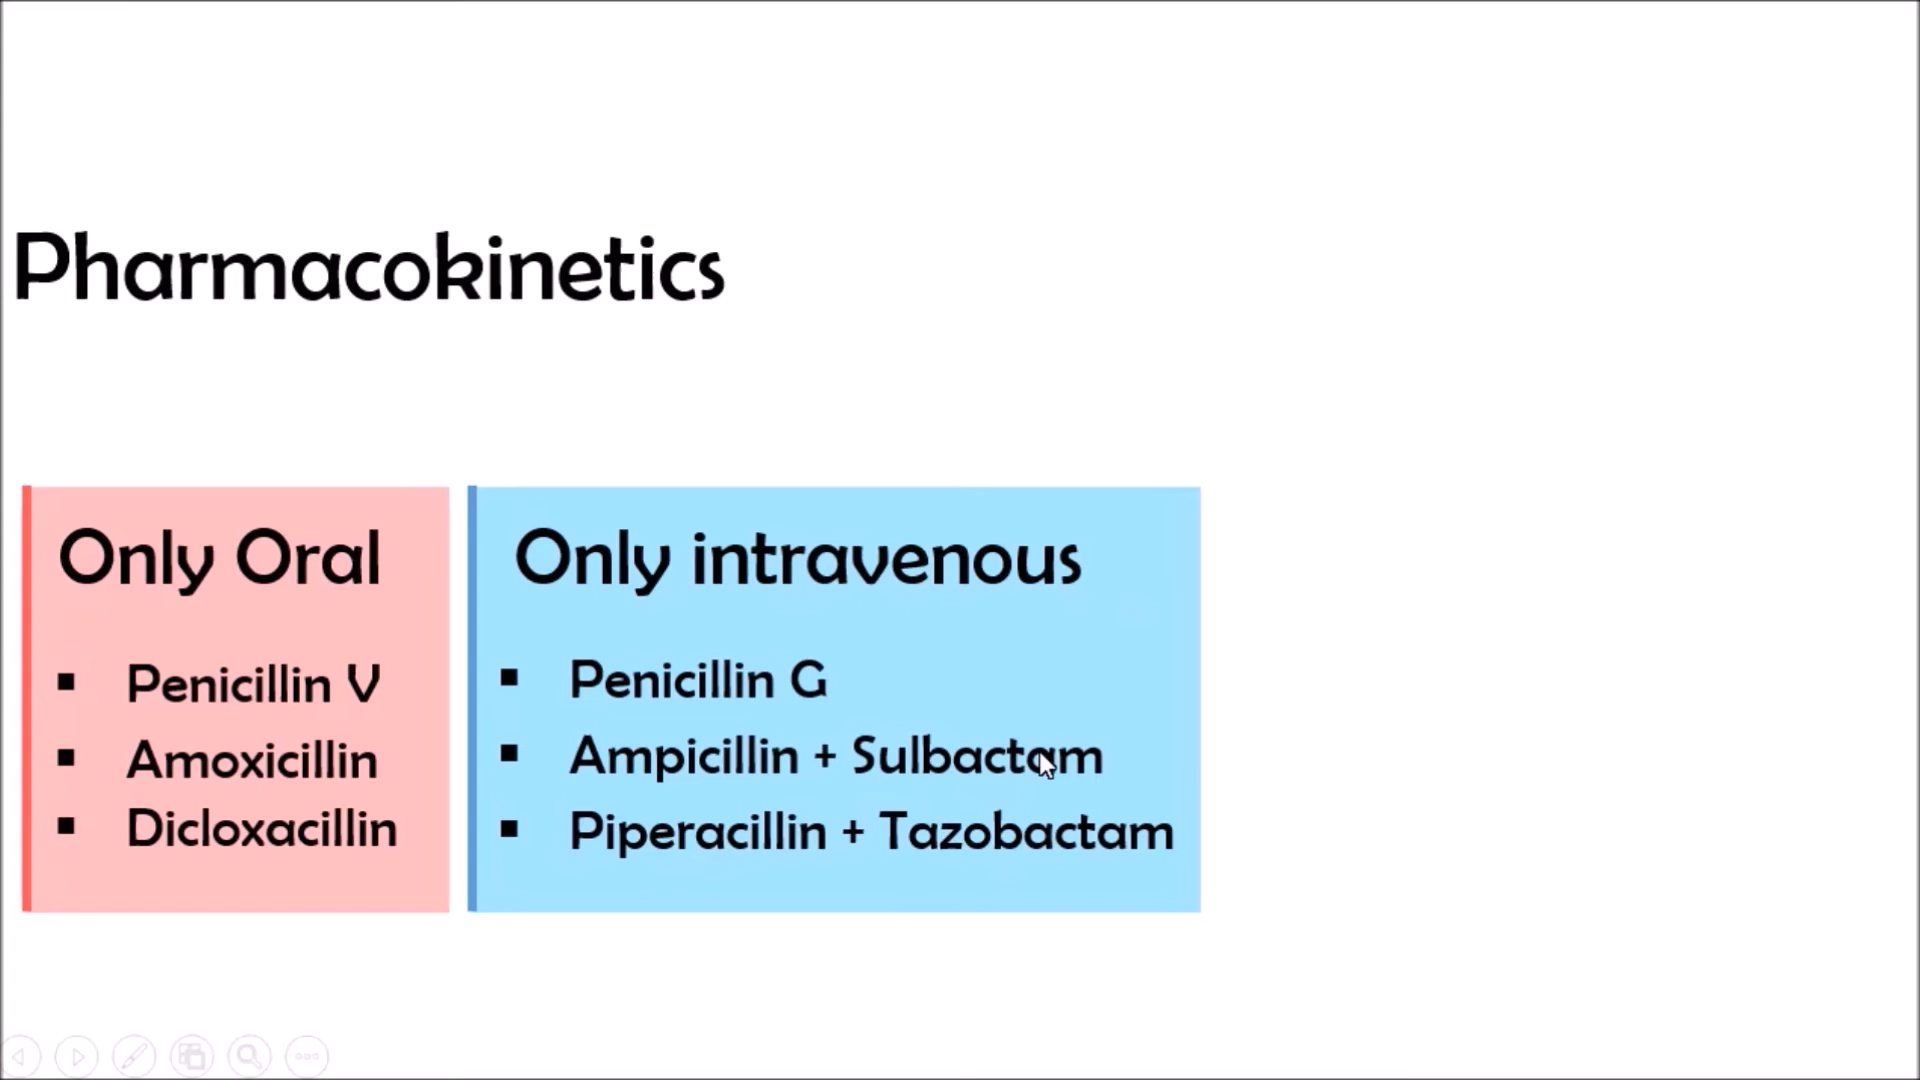 Pharmacokinetics
Only Oral
▪ Penicillin V
▪ Amoxicillin
▪ Dicloxacillin
Only intravenous
▪ Penicillin G
▪ Ampicillin + Sulbactam
▪ Piperacillin + Tazobactam